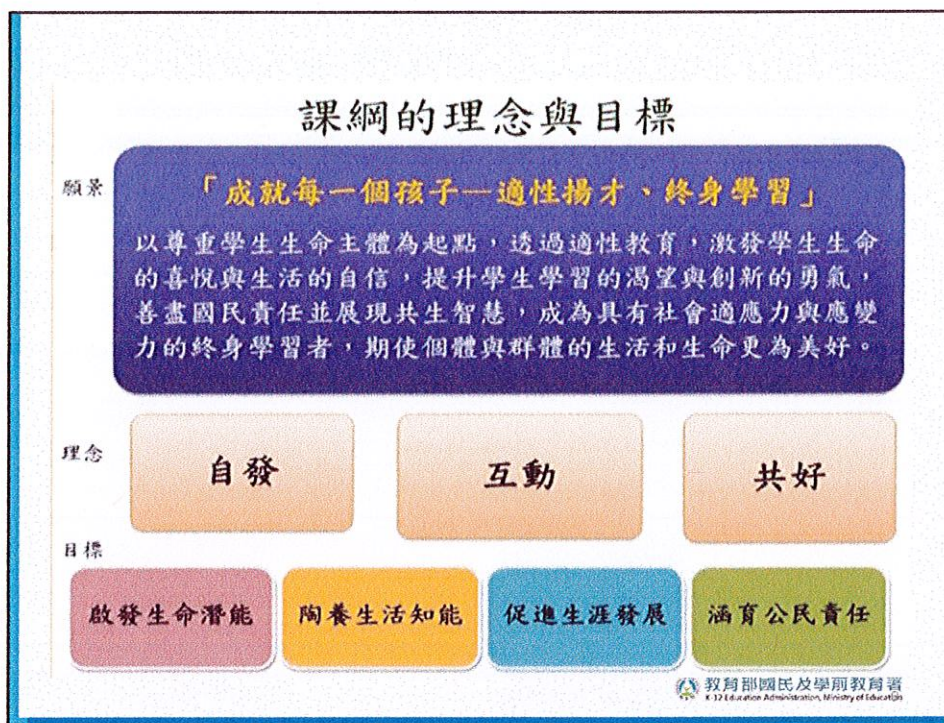 課綱的理念與目標
願景
「成就每一個孩子—適性揚才、終身學習」
以尊重學生生命主體為起點，透過適性教育，激發學生生命
的喜悅與生活的自信，提升學生學習的渴望與創新的勇氣，
善盡國民責任並展現共生智慧，成為具有社會適應力與應變
力的終身學習者，期使個體與群體的生活和生命更為美好。
理念
自發
互動
共好
目標
啟發生命潛能
陶養生活知能
促進生涯發展
涵育公民責任
教育部國民及學前教育署
K-12 Education Administration, Ministry of Education